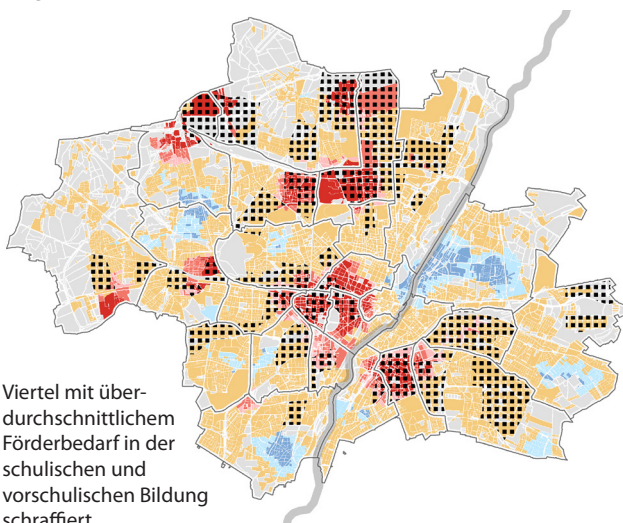 Viertel mit über-
durchschnittlichem
Förderbedarf in der
schulischen und
vorschulischen Bildung
schraffiert